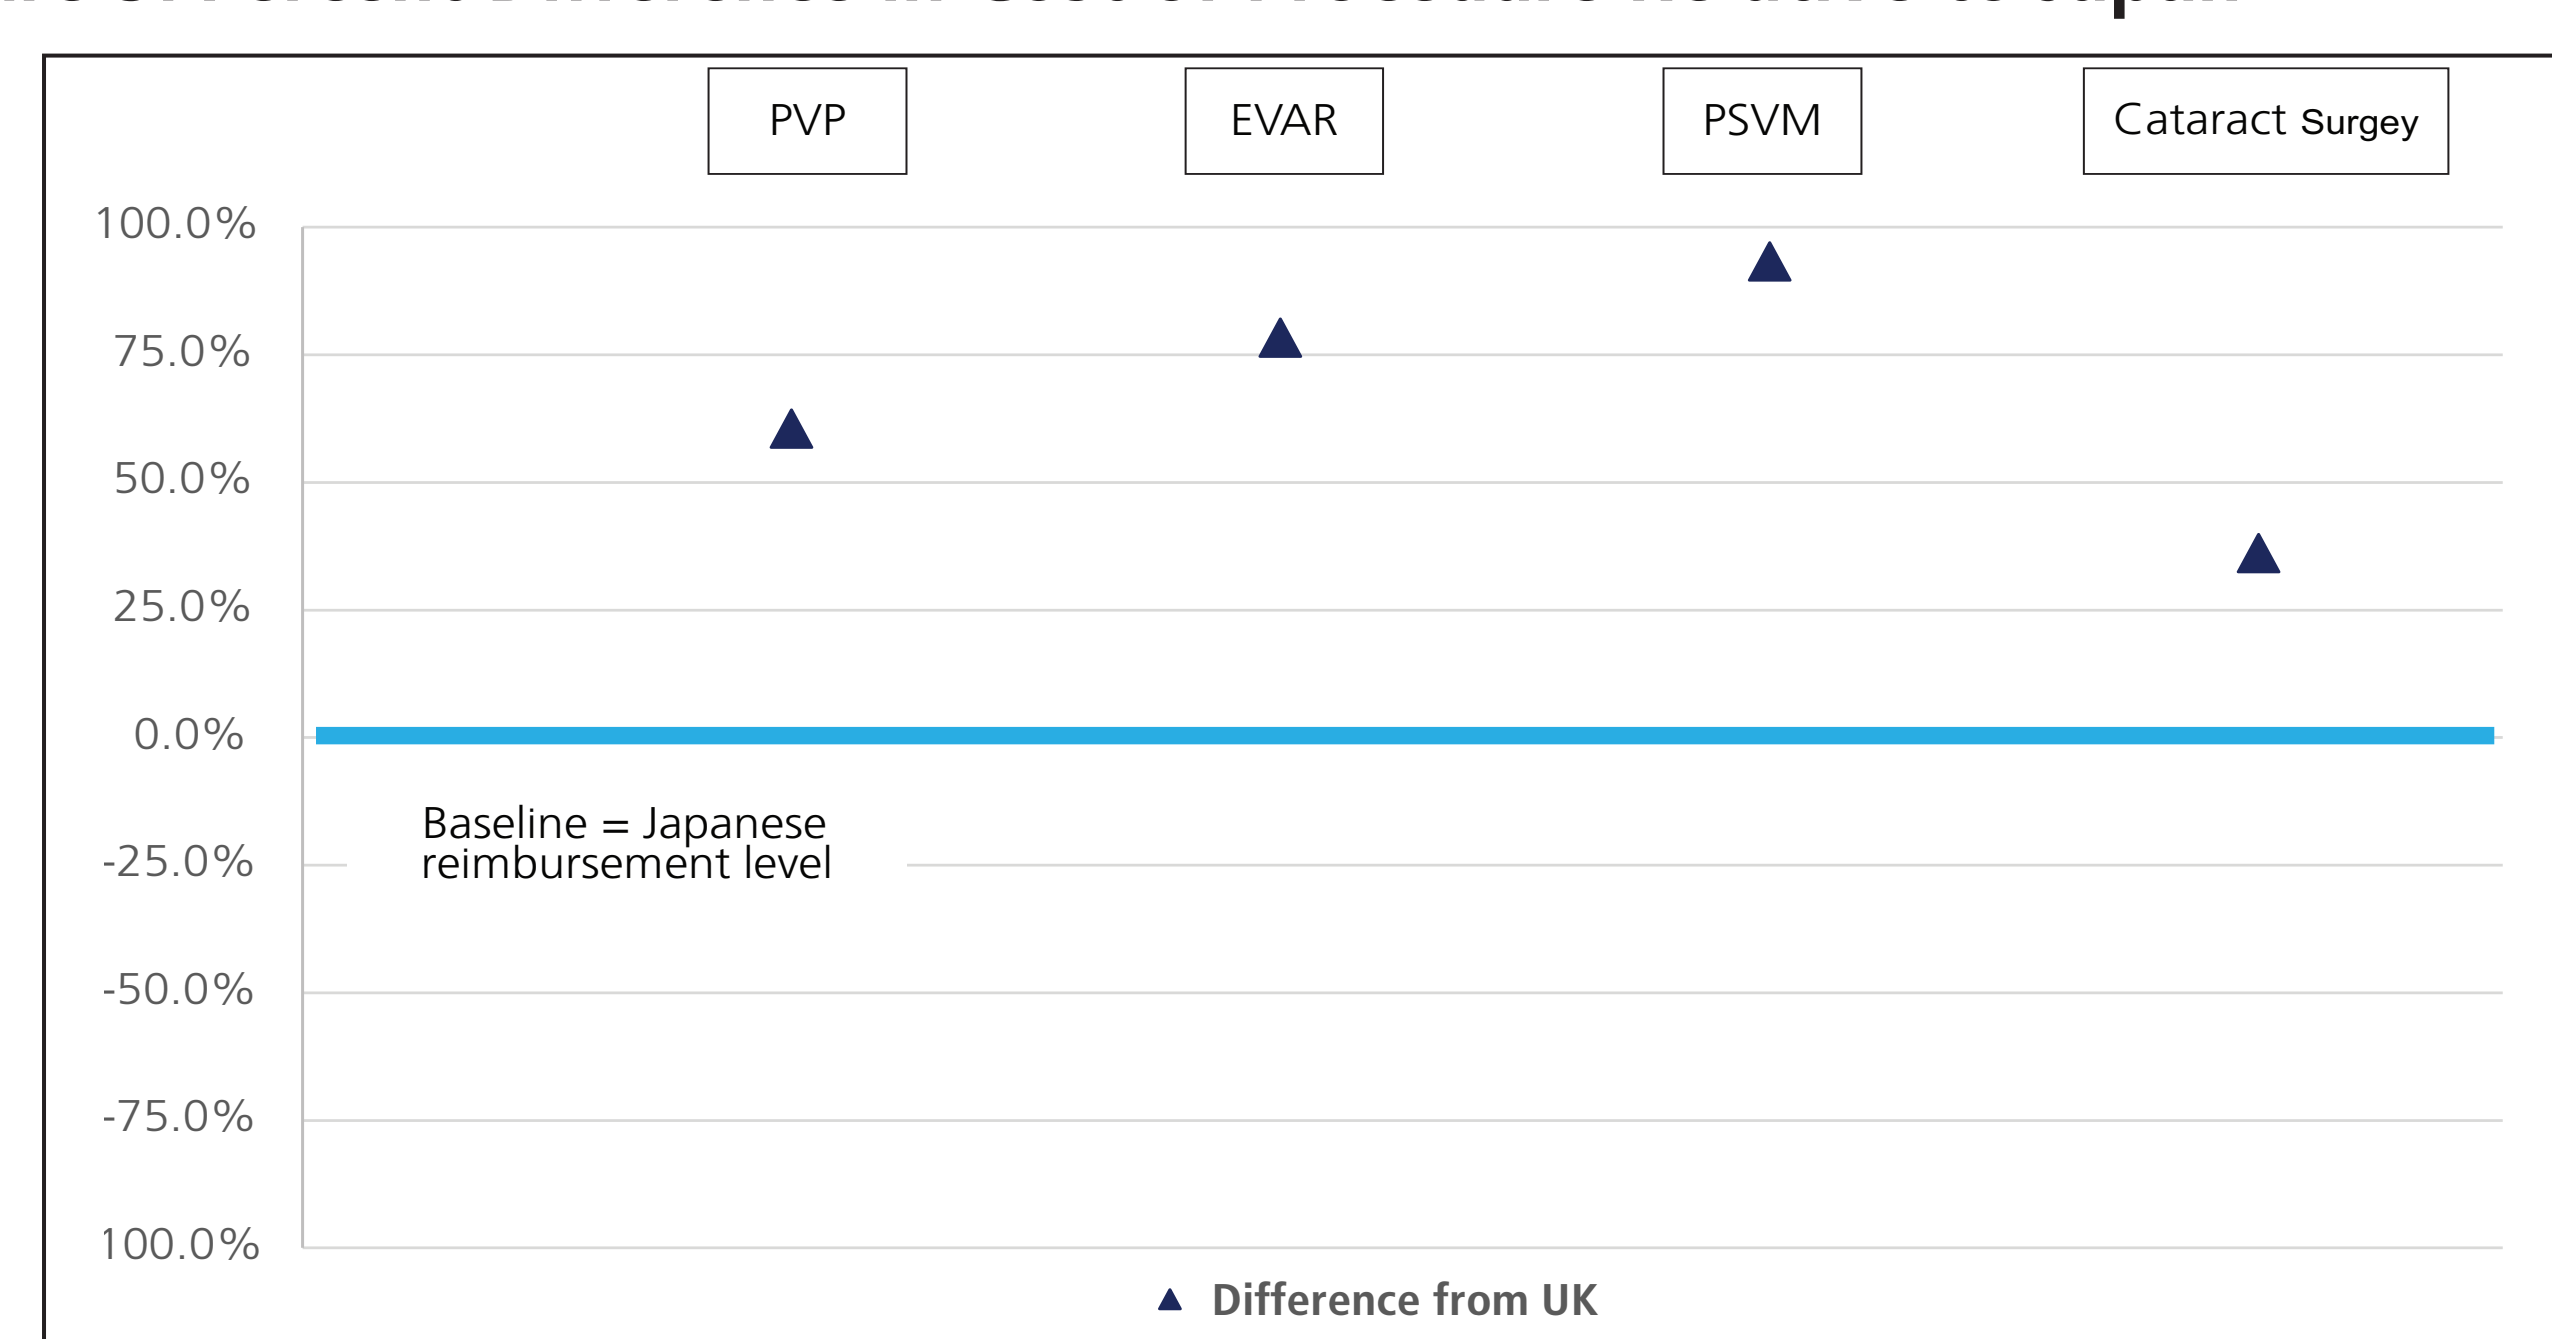 PVP
EVAR
PSVM
Cataract Surgey
100.0%
75.0%
50.0%
25.0%
0.0%
Baseline = Japanese
reimbursement level
-25.0%
-50.0%
-75.0%
100.0%
Difference from UK